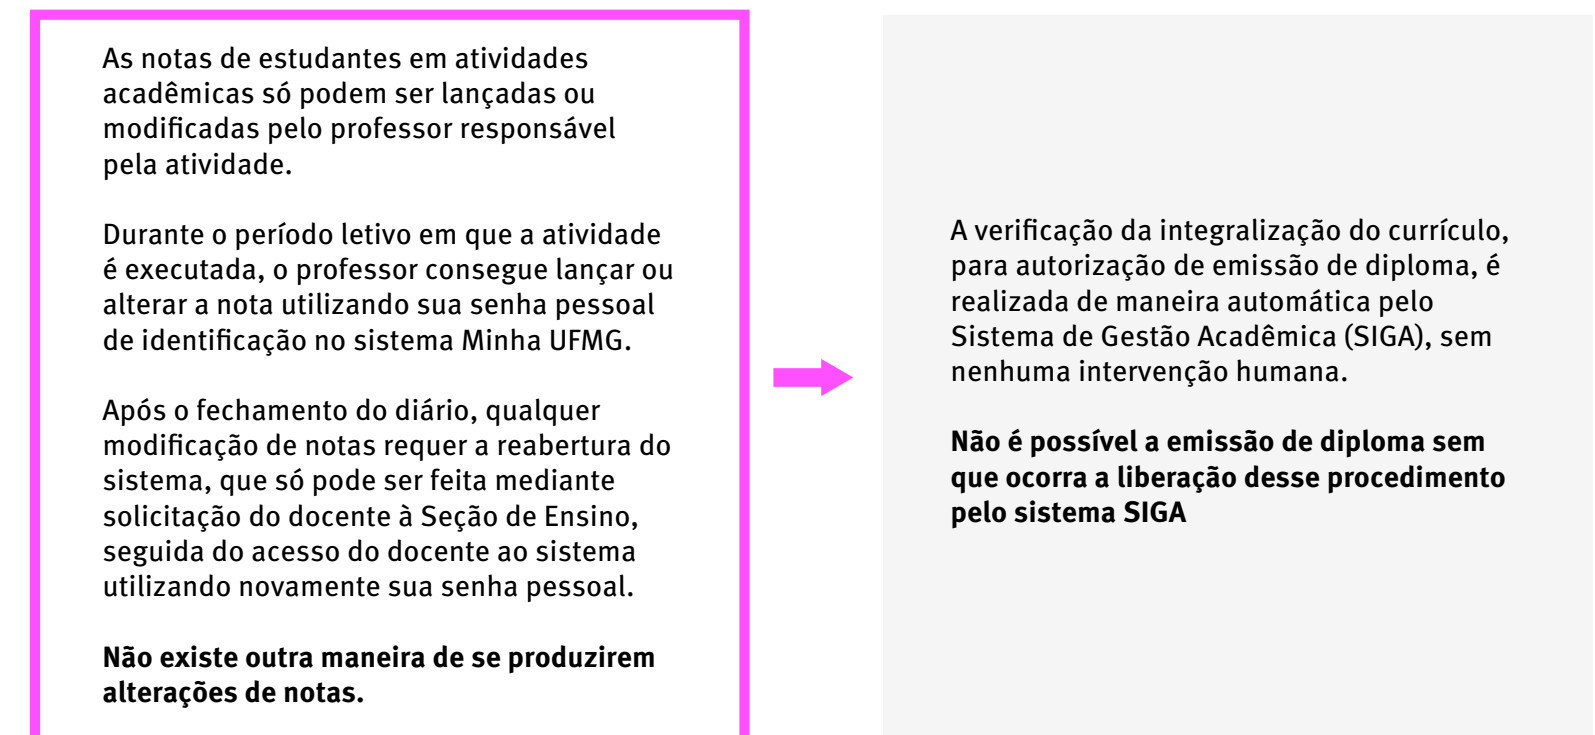 As notas de estudantes em atividades
acadêmicas só podem ser lançadas ou
modificadas pelo professor responsável
pela atividade.
Durante o período letivo em que a atividade
é executada, o professor consegue lançar ou
alterar a nota utilizando sua senha pessoal
de identificação no sistema Minha UFMG.
Após o fechamento do diário, qualquer
modificação de notas requer a reabertura do
sistema, que só pode ser feita mediante
solicitação do docente à Seção de Ensino,
seguida do acesso do docente ao sistema
utilizando novamente sua senha pessoal.
Não existe outra maneira de se produzirem
alterações de notas.
A verificação da integralização do currículo,
para autorização de emissão de diploma, é
realizada de maneira automática pelo
Sistema de Gestão Acadêmica (SIGA), sem
nenhuma intervenção humana.
Não é possível a emissão de diploma sem
que ocorra a liberação desse procedimento
pelo sistema SIGA